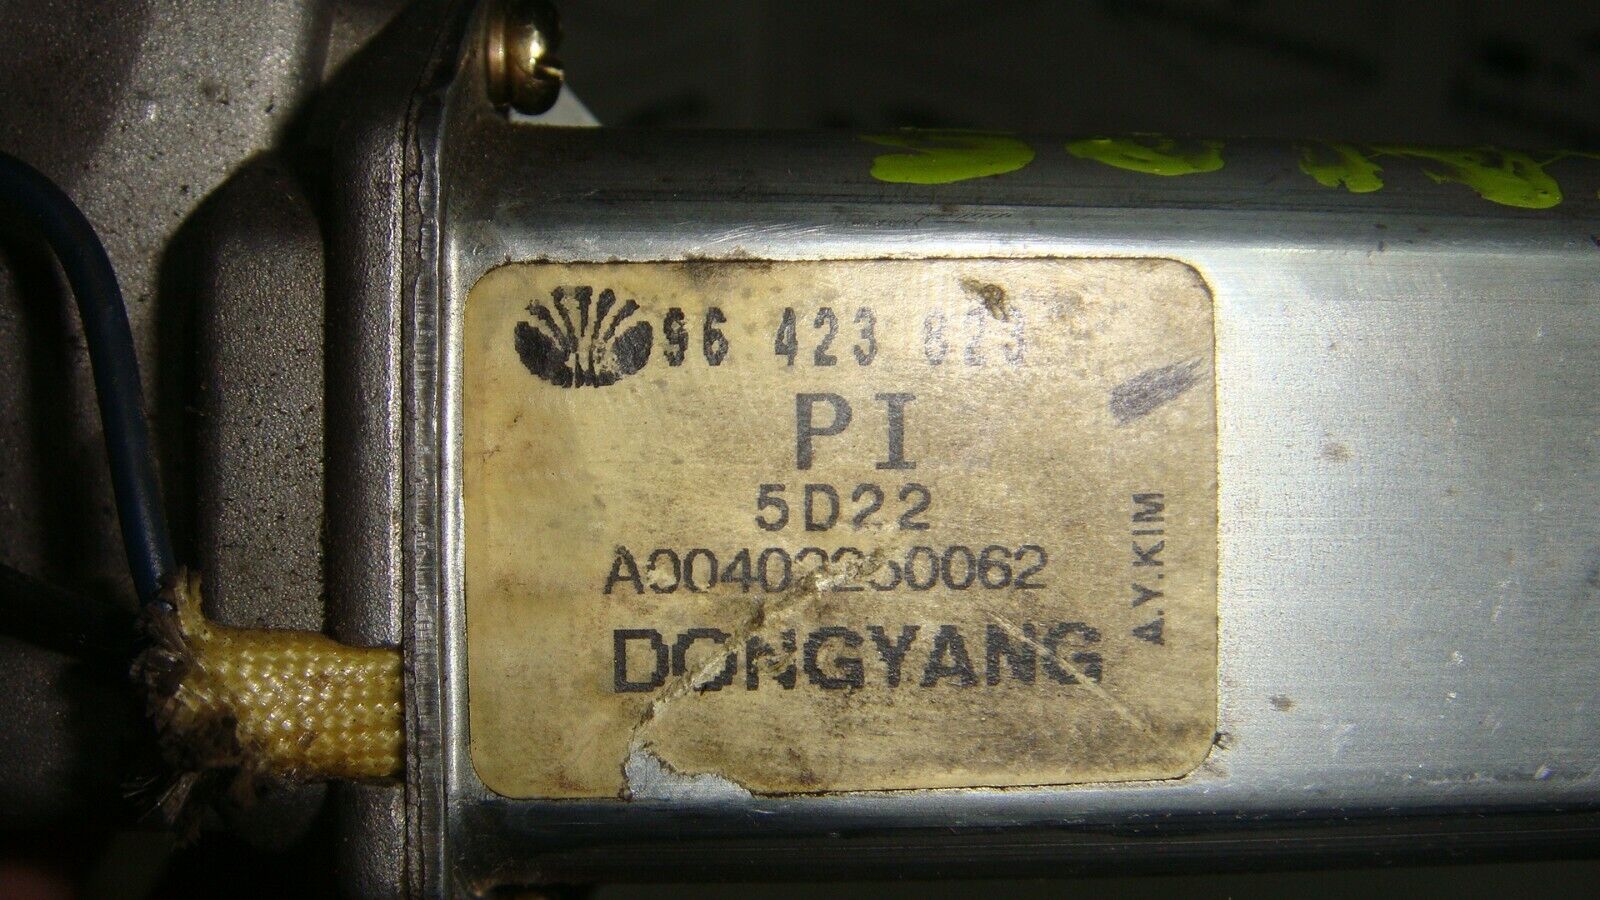 96 423 823
PI
5D22
DONGYANG
A.Y.KIM